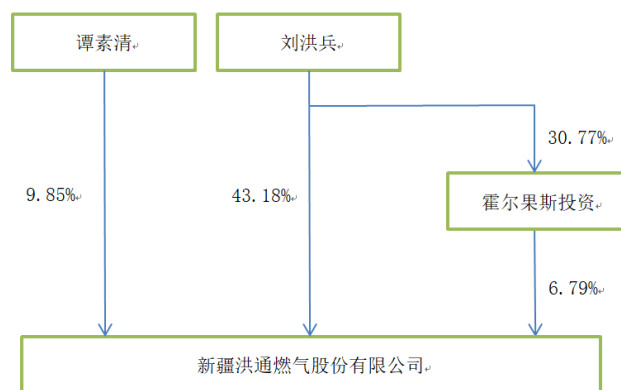 谭素清
刘洪兵
30.77%
9.85%
43.18%
霍尔果斯投资
6.79%
新疆洪通燃气股份有限公司